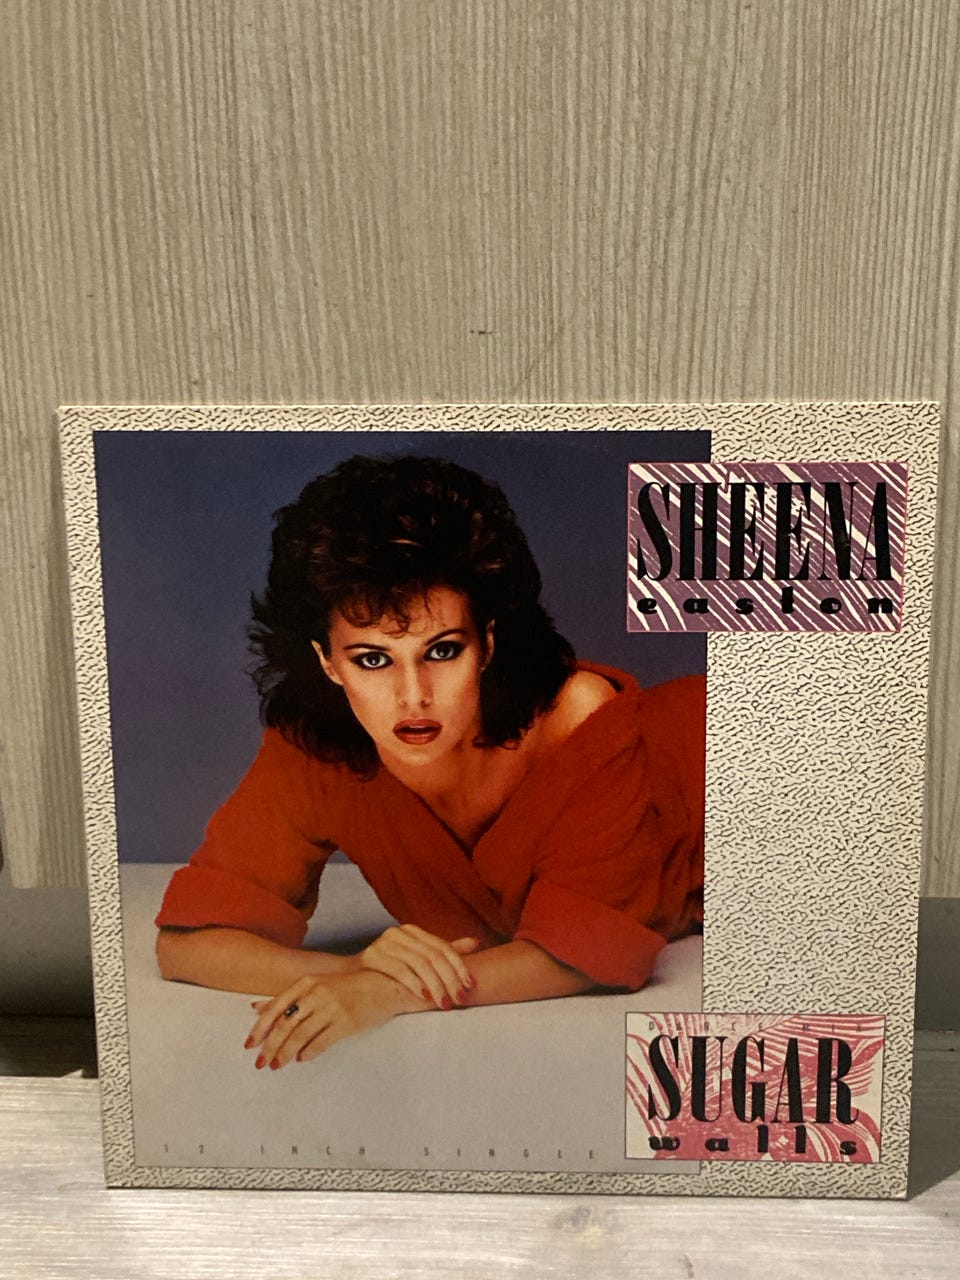 SHEENA
easton
DANCE MIX
SUGAR
walls
12 INCH SINGLE